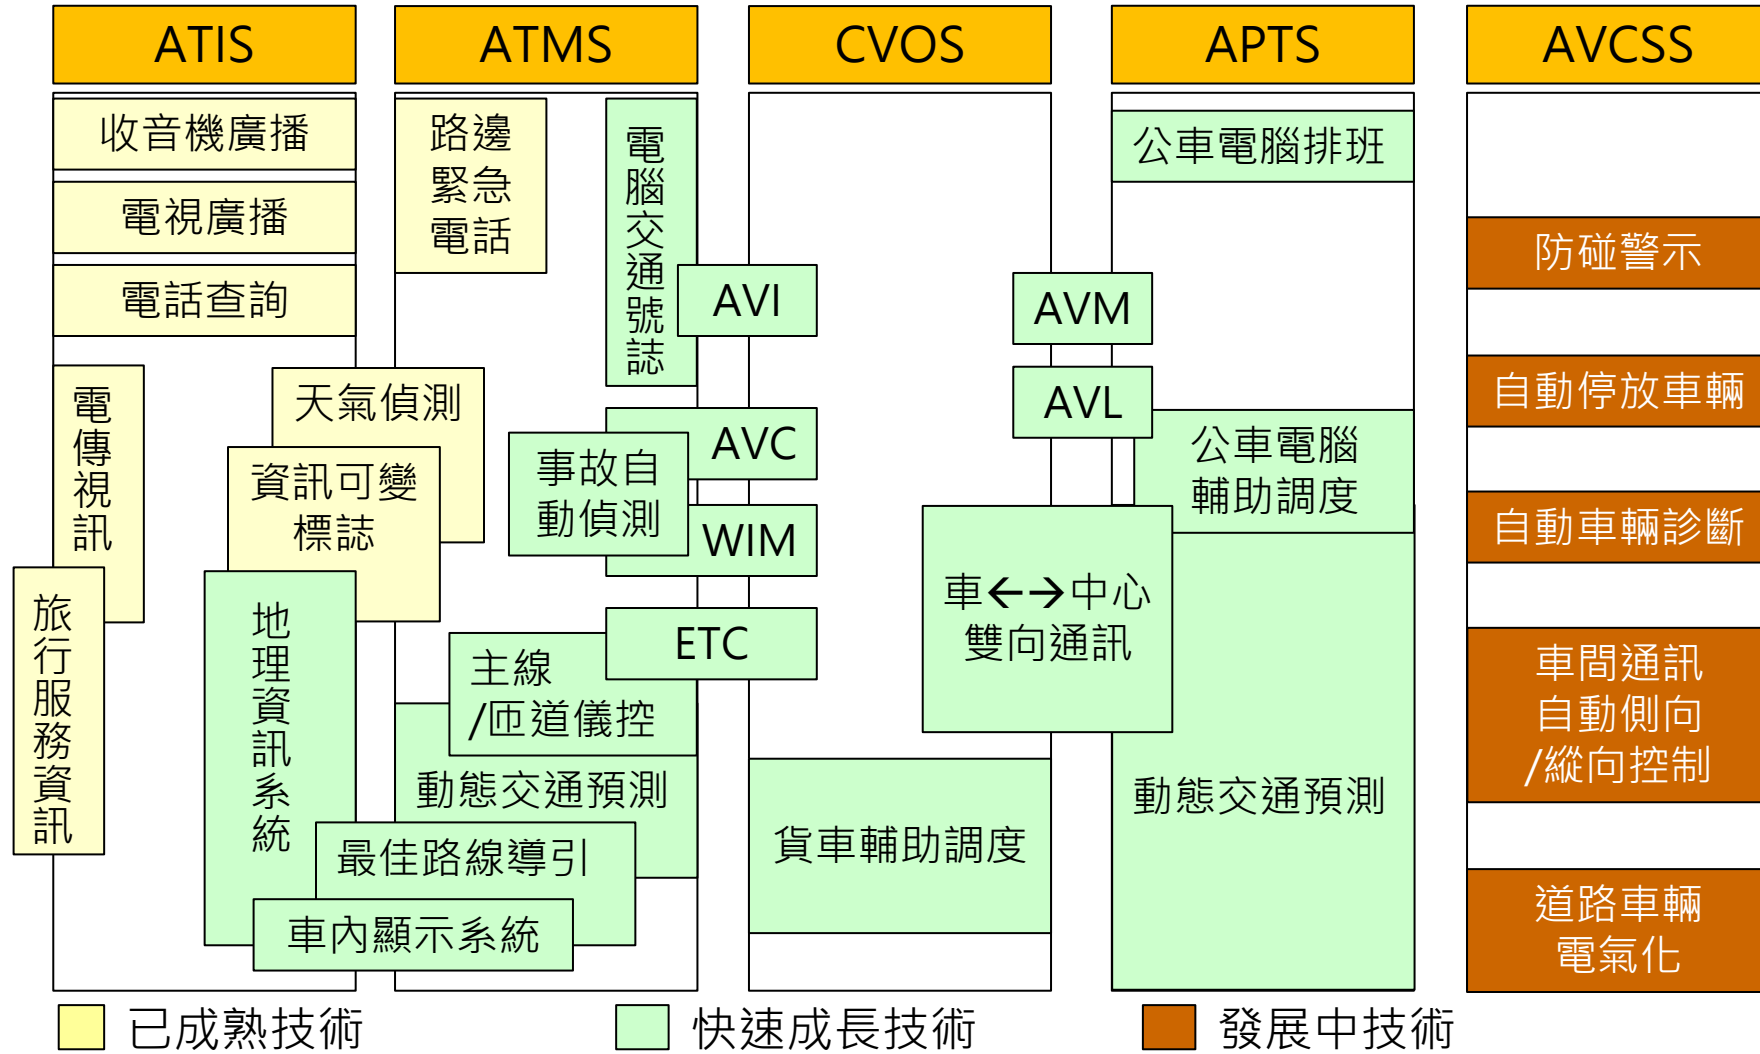 ATIS
ATMS
CVOS
APTS
AVCSS
收音機廣播
電視廣播
電話查詢
電傳視訊
旅行服務資訊
天氣偵測
資訊可變
標誌
地理資訊系統
路邊
緊急
電話
電腦交通號誌
AVI
AVC
事故自
動偵測
WIM
ETC
主線
/匝道儀控
動態交通預測
最佳路線導引
車內顯示系統
AVM
AVL
車←→中心
雙向通訊
貨車輔助調度
公車電腦排班
公車電腦
輔助調度
動態交通預測
防碰警示
自動停放車輛
自動車輛診斷
車間通訊
自動側向
/縱向控制
道路車輛
電氣化
已成熟技術
快速成長技術
發展中技術